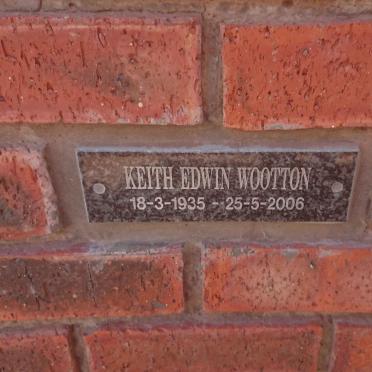 KEITH EDWIN WOOTTON
18-3-1935 - 25-5-2006